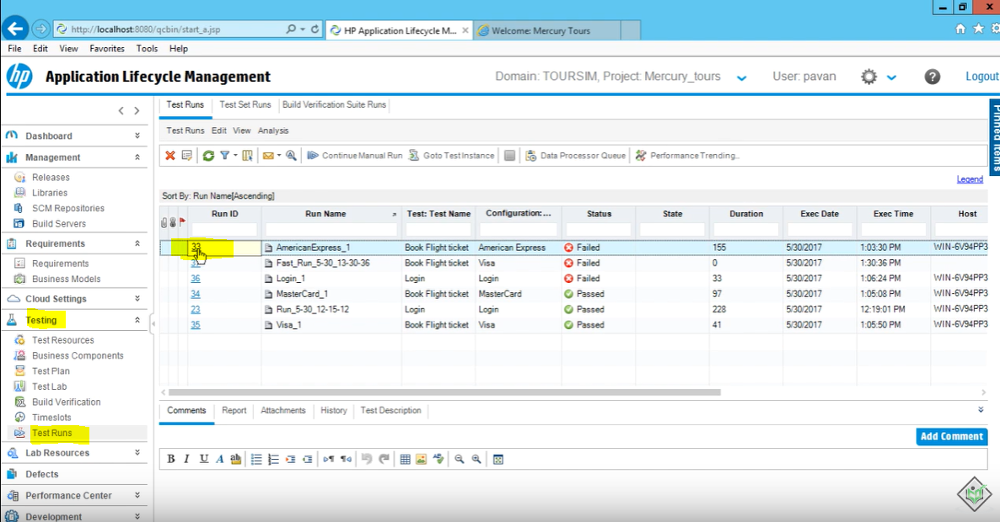 http://localhost:8080/qcbin/start_a.jsp
HP Application Lifecycle M...
Welcome: Mercury Tours
File Edit View Favorites Tools Help
hp Application Lifecycle Management
Domain: TOURSIM, Project: Mercury_tours
User: pavan
Logout
Pinned Items
Dashboard
Management
Releases
Libraries
SCM Repositories
Build Servers
Requirements
Requirements
Business Models
Cloud Settings
Testing
Test Resources
Business Components
Test Plan
Test Lab
Build Verification
Timeslots
Test Runs
Lab Resources
Defects
Performance Center
Development
Test Runs Test Set Runs Build Verification Suite Runs
Test Runs Edit View Analysis
Continue Manual Run Goto Test Instance Data Processor Queue Performance Trending...
Legend
Sort By: Run Name[Ascending]
Run ID Run Name Test: Test Name Configuration:... Status State Duration Exec Date Exec Time Host
33 AmericanExpress_1 Book Flight ticket American Express Failed 155 5/30/2017 1:03:30 PM WIN-6V94PP3
Fast_Run_5-30_13-30-36 Book Flight ticket Visa Failed 0 5/30/2017 1:30:36 PM
36 Login_1 Login Login Failed 33 5/30/2017 1:06:24 PM WIN-6V94PP3
34 MasterCard_1 Book Flight ticket MasterCard Passed 97 5/30/2017 1:05:08 PM WIN-6V94PP3
23 Run_5-30_12-15-12 Login Login Passed 228 5/30/2017 12:19:01 PM WIN-6V94PP3
35 Visa_1 Book Flight ticket Visa Passed 41 5/30/2017 1:05:50 PM WIN-6V94PP3
Comments Report Attachments History Test Description
Add Comment
B I U A ab